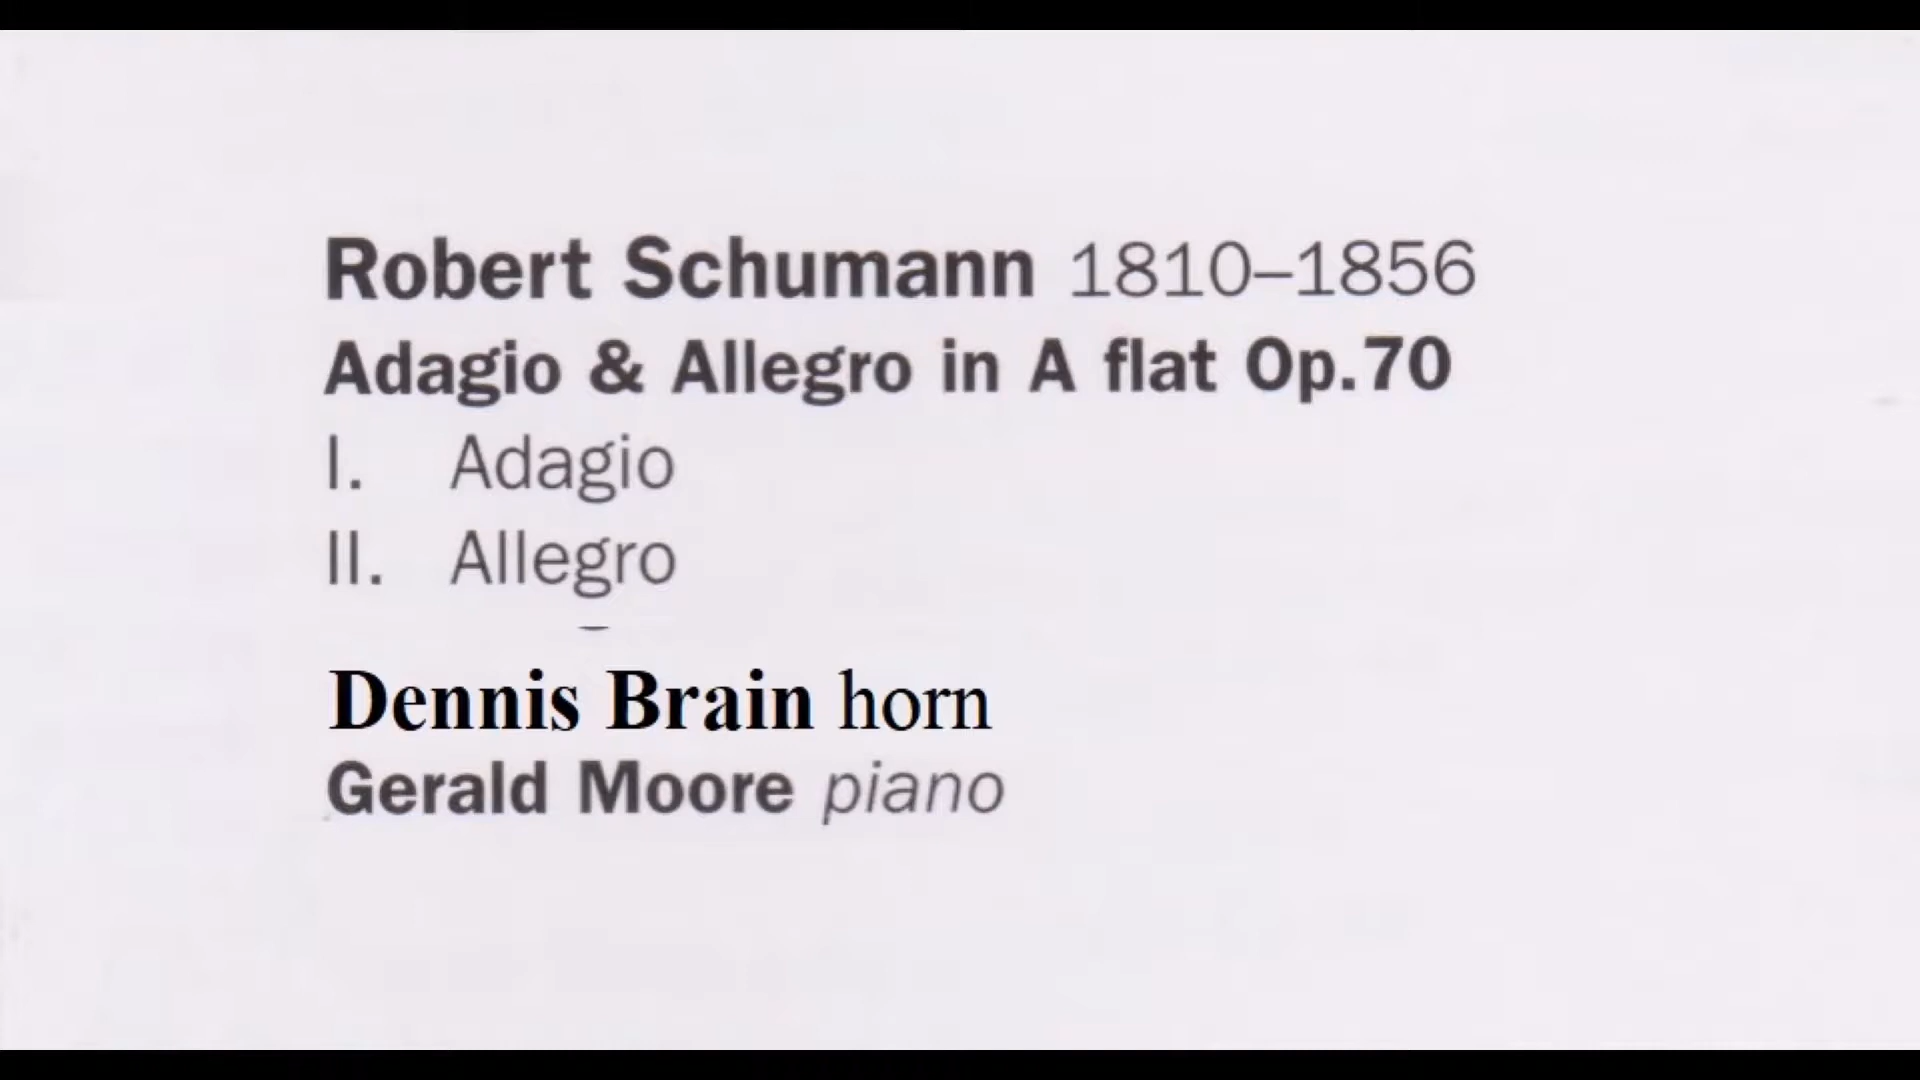 Robert Schumann 1810–1856
Adagio & Allegro in A flat Op.70
I. Adagio
II. Allegro
Dennis Brain horn
Gerald Moore piano